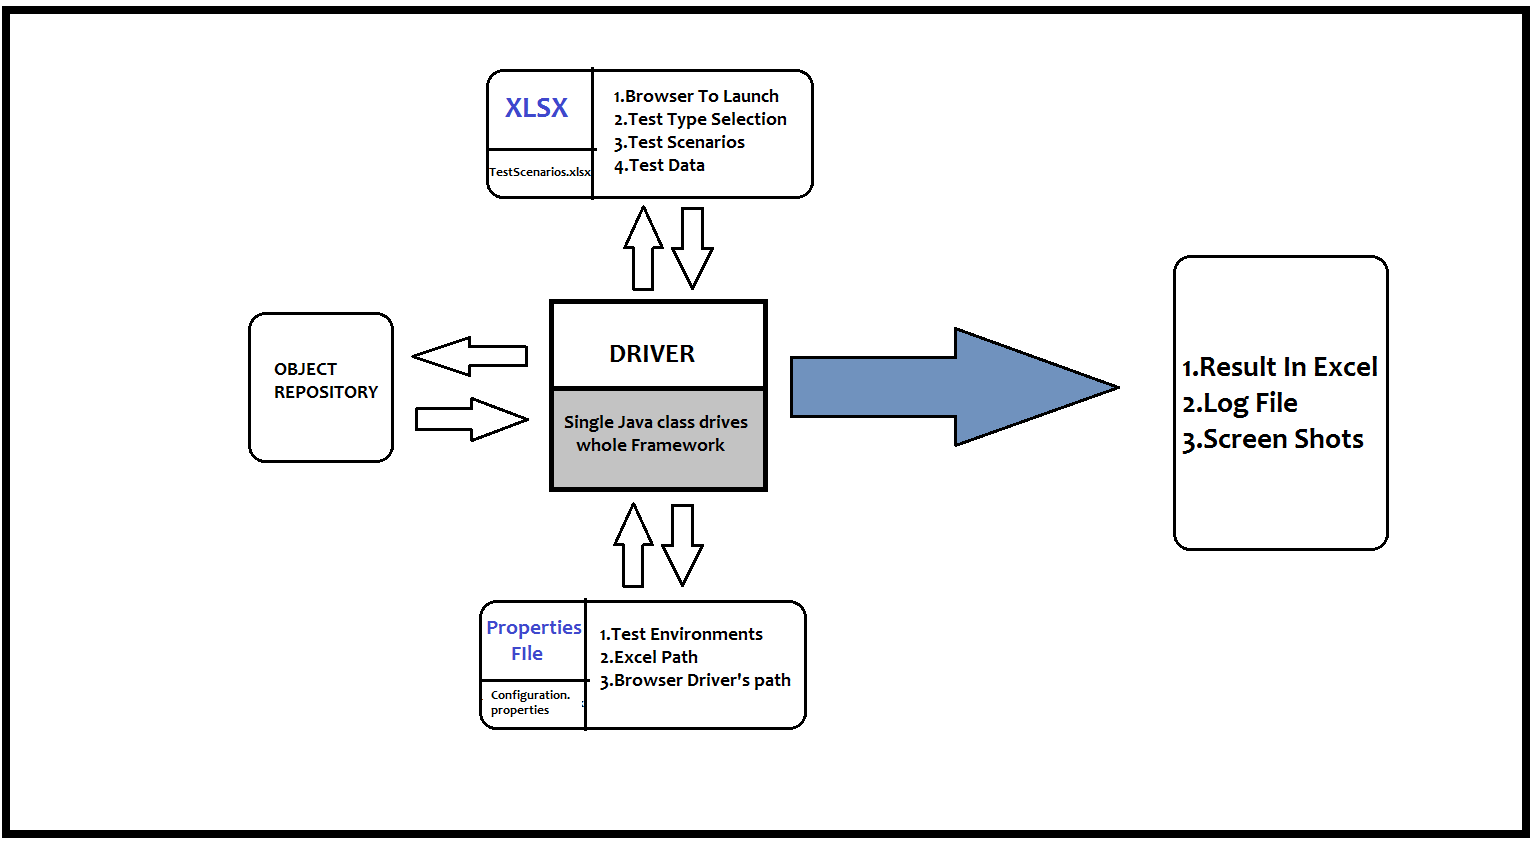 XLSX
TestScenarios.xlsx
1.Browser To Launch
2.Test Type Selection
3.Test Scenarios
4.Test Data
OBJECT
REPOSITORY
DRIVER
Single Java class drives
whole Framework
1.Result In Excel
2.Log File
3.Screen Shots
Properties
FIle
Configuration.
properties
1.Test Environments
2.Excel Path
3.Browser Driver's path